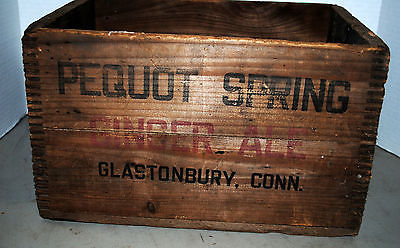 PEQUOT SPRING
GINGER ALE
GLASTONBURY, CONN.